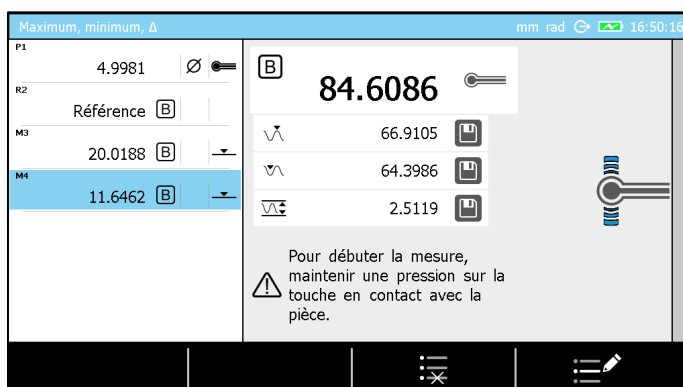 Maximum, minimum, Δ
mm rad 16:50:16
P1
4.9981 Ø
R2
Référence B
M3
20.0188 B
M4
11.6462 B
B
84.6086
66.9105
64.3986
2.5119
Pour débuter la mesure,
maintenir une pression sur la
touche en contact avec la
pièce.